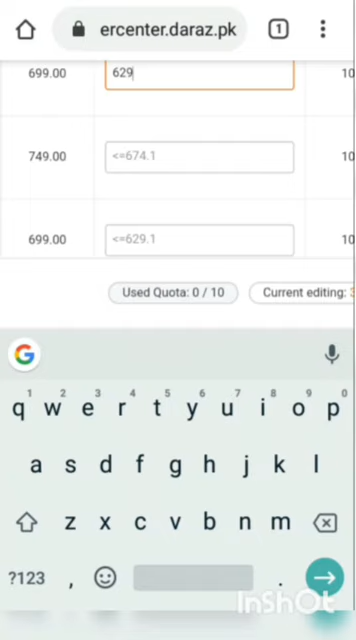 ercenter.daraz.pk
1
699.00 629 10
749.00 <=674.1 10
699.00 <=629.1 10
Used Quota: 0 / 10 Current editing: 3
G
1 2 3 4 5 6 7 8 9 0
q w e r t y u i o p
a s d f g h j k l
z x c v b n m
?123 , .
InShOt